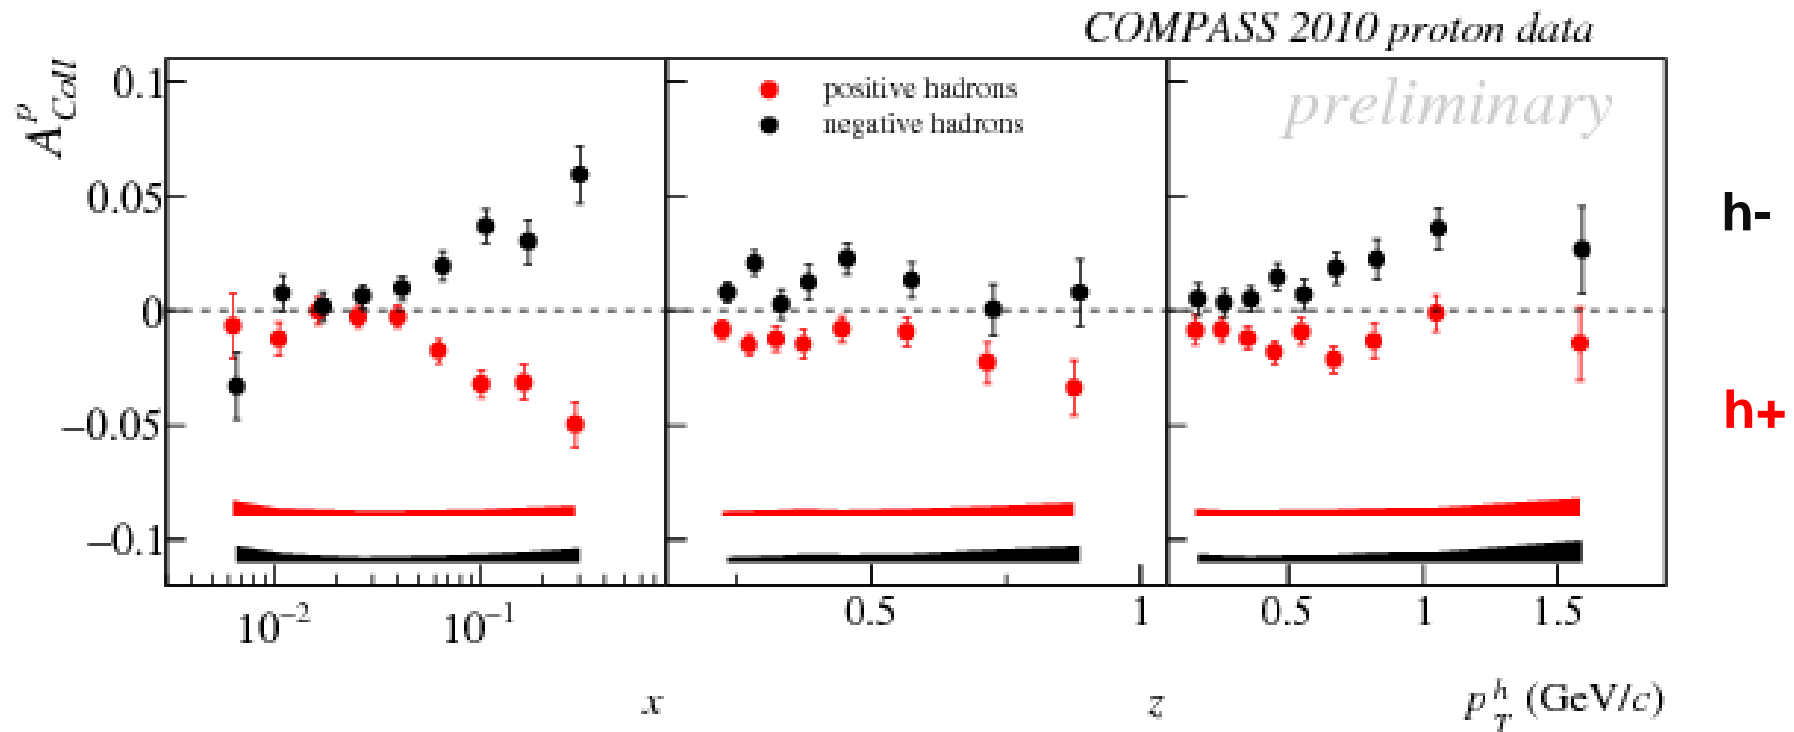 COMPASS 2010 proton data
A^p_Coll
0.1
0.05
0
−0.05
−0.1
positive hadrons
negative hadrons
preliminary
h-
h+
10^−2
10^−1
0.5
1
0.5
1
1.5
x
z
p_T^h (GeV/c)